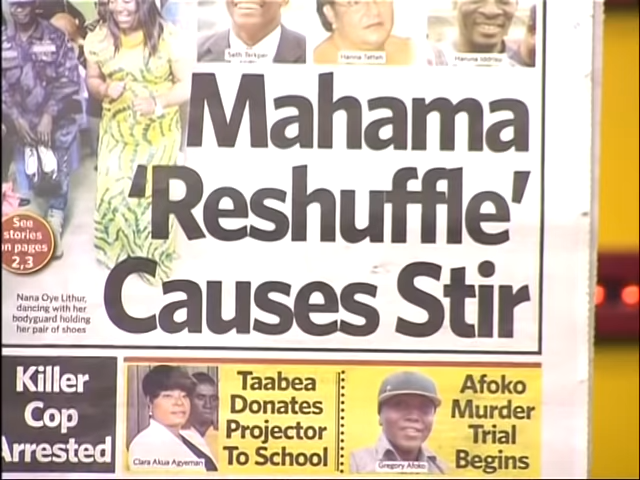 Seth Terkper
Hanna Tetteh
Haruna Iddrisu
Mahama
'Reshuffle'
Causes Stir
See
stories
on pages
2,3
Nana Oye Lithur,
dancing with her
bodyguard holding
her pair of shoes
Killer
Cop
Arrested
Clara Akua Agyeman
Taabea
Donates
Projector
To School
Gregory Afoko
Afoko
Murder
Trial
Begins